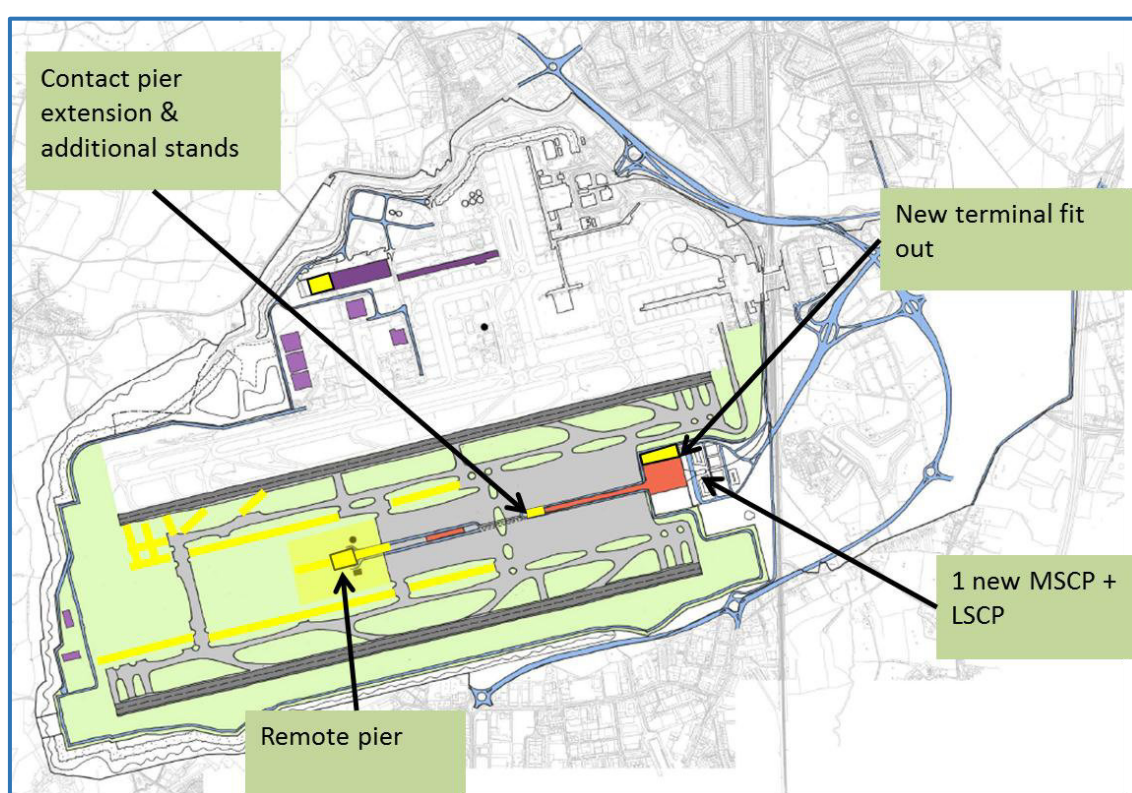 Contact pier
extension &
additional stands
New terminal fit
out
1 new MSCP +
LSCP
Remote pier